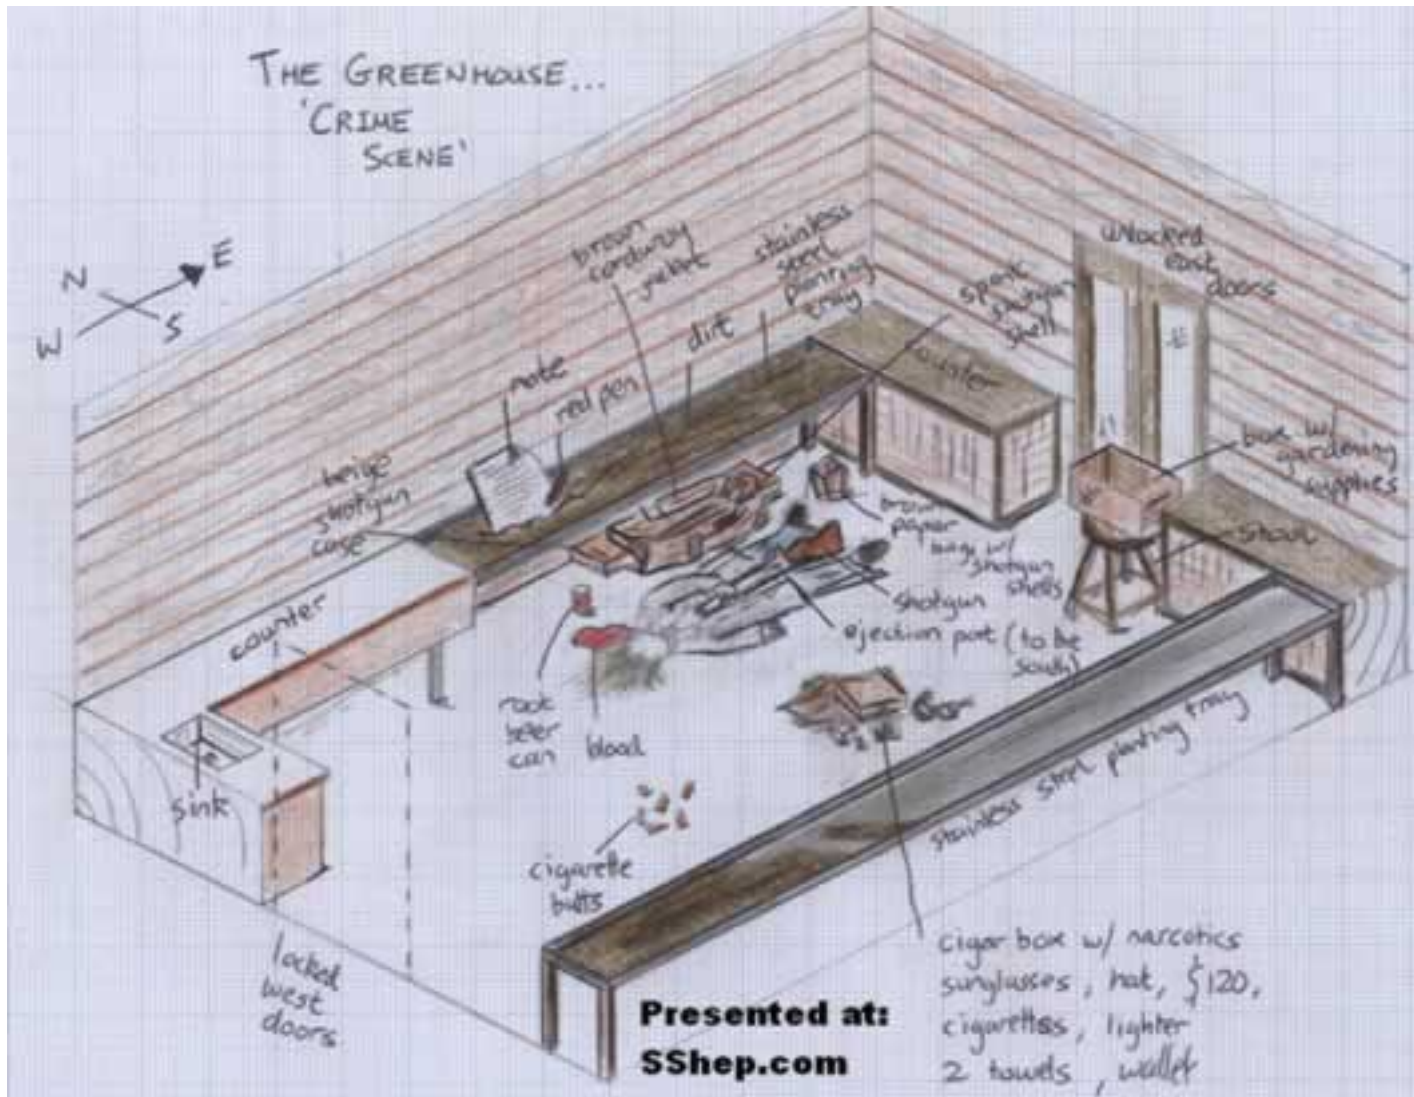 THE GREENHOUSE...
'CRIME
SCENE'
N
E
W
S
brown
corduroy
jacket
stainless
steel
planting
tray
unlocked
east
doors
spent
shotgun
shell
dirt
note
red pen
counter
beige
shotgun
case
box w/
gardening
supplies
brown
paper
bag w/
shotgun
shells
stool
shotgun
ejection port (to the
south)
counter
root
beer
can
blood
sink
cigarette
butts
stainless steel planting tray
locked
west
doors
cigar box w/ narcotics
sunglasses, hat, $120,
cigarettes, lighter
2 towels, wallet
Presented at:
SShep.com